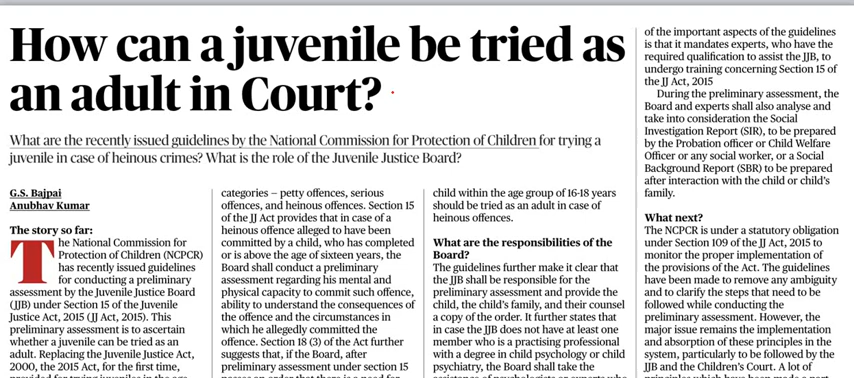 How can a juvenile be tried as
an adult in Court?
What are the recently issued guidelines by the National Commission for Protection of Children for trying a
juvenile in case of heinous crimes? What is the role of the Juvenile Justice Board?
G.S. Bajpai
Anubhav Kumar
The story so far:
The National Commission for
Protection of Children (NCPCR)
has recently issued guidelines
for conducting a preliminary
assessment by the Juvenile Justice Board
(JJB) under Section 15 of the Juvenile
Justice Act, 2015 (JJ Act, 2015). This
preliminary assessment is to ascertain
whether a juvenile can be tried as an
adult. Replacing the Juvenile Justice Act,
2000, the 2015 Act, for the first time,
categories – petty offences, serious
offences, and heinous offences. Section 15
of the JJ Act provides that in case of a
heinous offence alleged to have been
committed by a child, who has completed
or is above the age of sixteen years, the
Board shall conduct a preliminary
assessment regarding his mental and
physical capacity to commit such offence,
ability to understand the consequences of
the offence and the circumstances in
which he allegedly committed the
offence. Section 18 (3) of the Act further
suggests that, if the Board, after
preliminary assessment under section 15
child within the age group of 16-18 years
should be tried as an adult in case of
heinous offences.
What are the responsibilities of the
Board?
The guidelines further make it clear that
the JJB shall be responsible for the
preliminary assessment and provide the
child, the child's family, and their counsel
a copy of the order. It further states that
in case the JJB does not have at least one
member who is a practising professional
with a degree in child psychology or child
psychiatry, the Board shall take the
of the important aspects of the guidelines
is that it mandates experts, who have the
required qualification to assist the JJB, to
undergo training concerning Section 15 of
the JJ Act, 2015
During the preliminary assessment, the
Board and experts shall also analyse and
take into consideration the Social
Investigation Report (SIR), to be prepared
by the Probation officer or Child Welfare
Officer or any social worker, or a Social
Background Report (SBR) to be prepared
after interaction with the child or child's
family.
What next?
The NCPCR is under a statutory obligation
under Section 109 of the JJ Act, 2015 to
monitor the proper implementation of
the provisions of the Act. The guidelines
have been made to remove any ambiguity
and to clarify the steps that need to be
followed while conducting the
preliminary assessment. However, the
major issue remains the implementation
and absorption of these principles in the
system, particularly to be followed by the
JJB and the Children's Court. A lot of